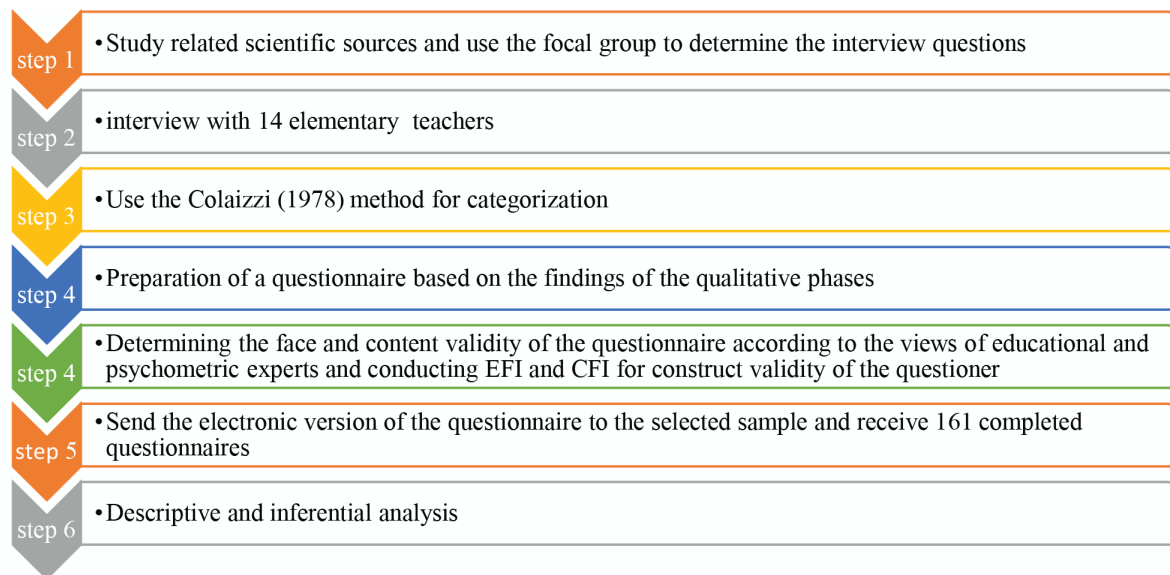 step 1
•Study related scientific sources and use the focal group to determine the interview questions
step 2
•interview with 14 elementary teachers
step 3
•Use the Colaizzi (1978) method for categorization
step 4
•Preparation of a questionnaire based on the findings of the qualitative phases
step 4
•Determining the face and content validity of the questionnaire according to the views of educational and
psychometric experts and conducting EFI and CFI for construct validity of the questioner
step 5
•Send the electronic version of the questionnaire to the selected sample and receive 161 completed
questionnaires
step 6
•Descriptive and inferential analysis